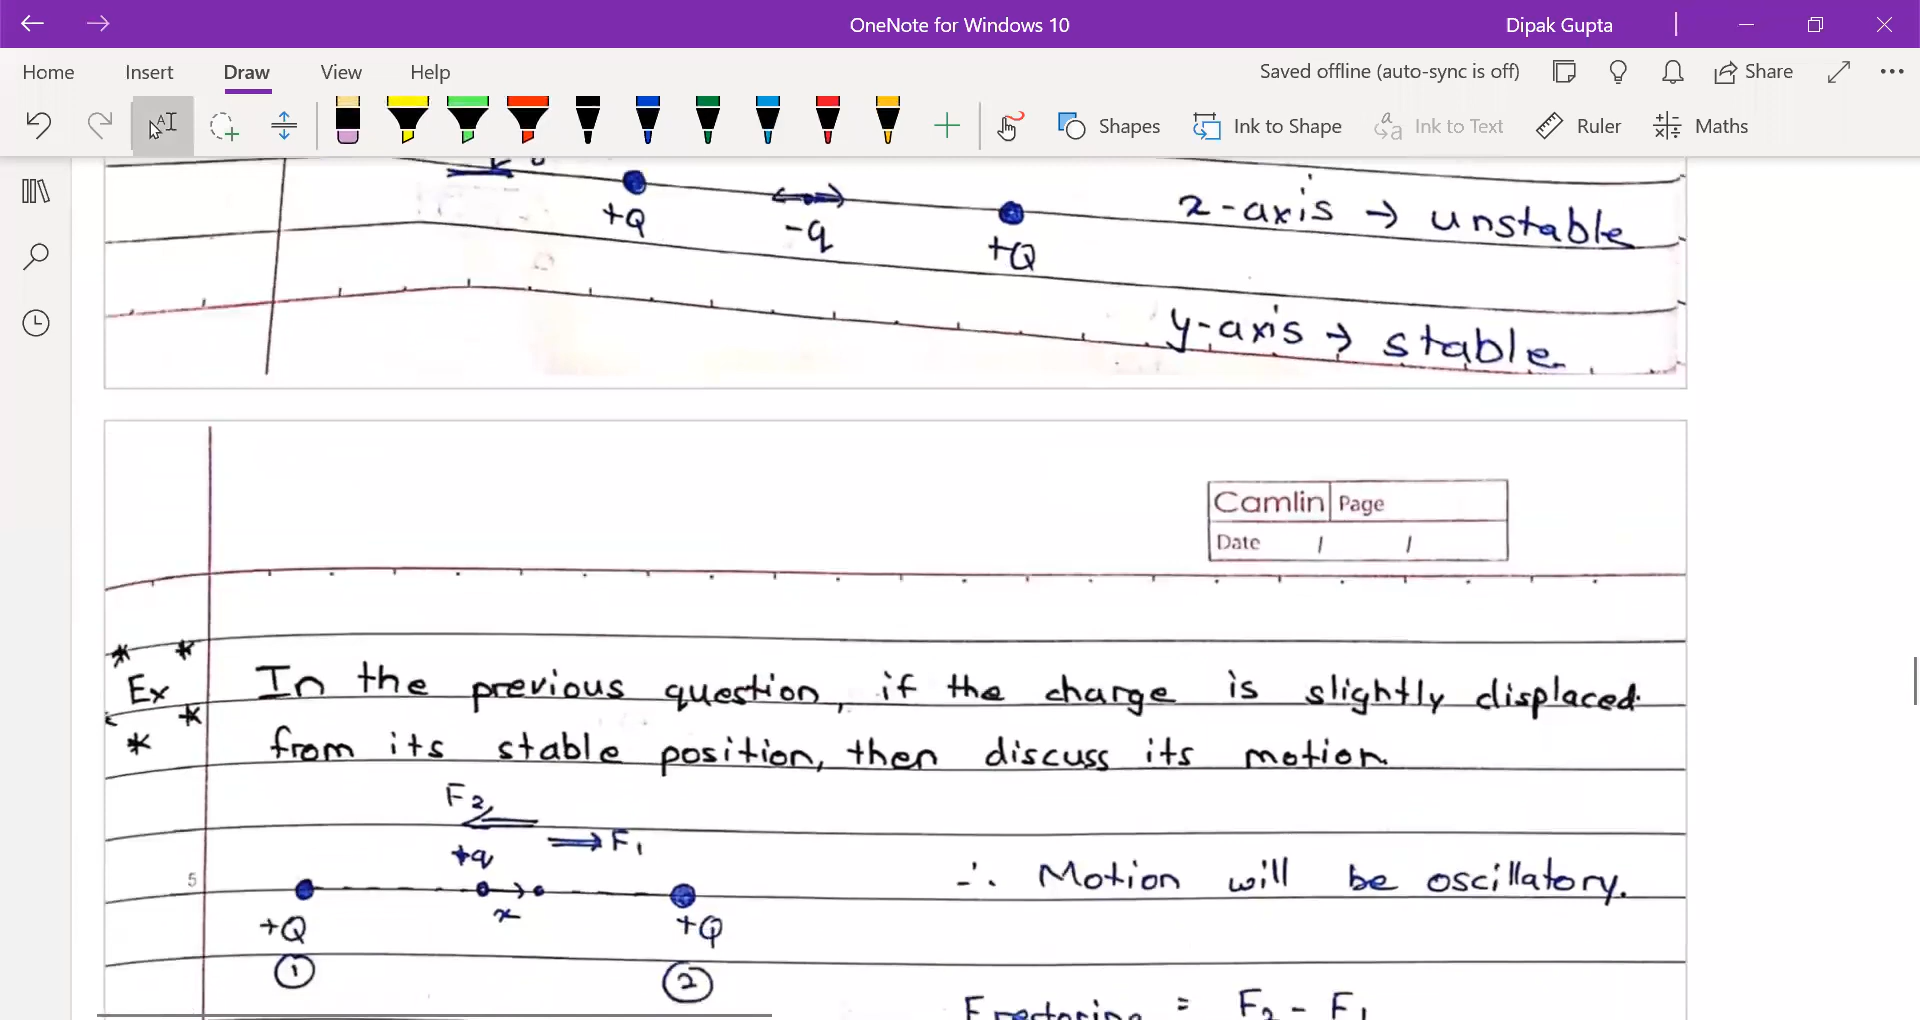 OneNote for Windows 10
Dipak Gupta
Home Insert Draw View Help
Saved offline (auto-sync is off)
Share
Shapes
Ink to Shape
Ink to Text
Ruler
Maths
+Q
-q
+Q
x-axis → unstable
y-axis → stable
Camlin Page
Date / /
Ex
In the previous question, if the charge is slightly displaced
from its stable position, then discuss its motion.
F2
F1
+q
5
∴ Motion will be oscillatory.
x
+Q
+Q
1
2
F restoring = F2 - F1